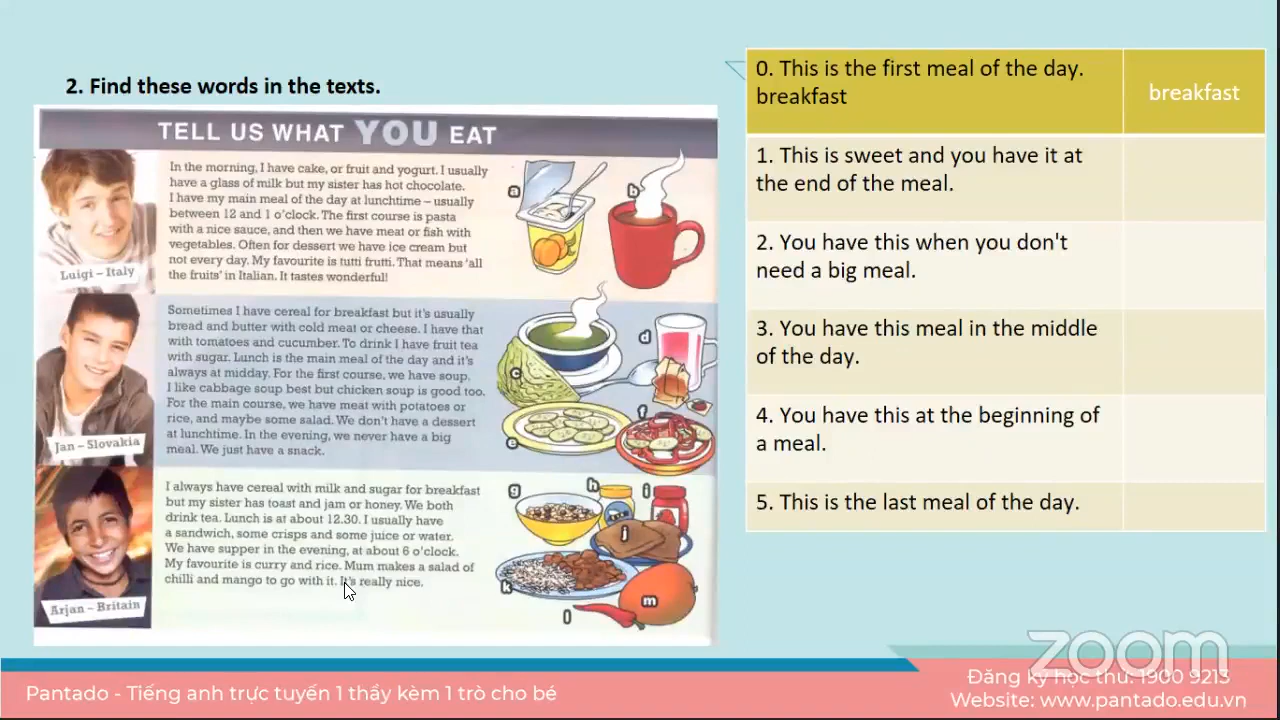 2. Find these words in the texts.
TELL US WHAT YOU EAT
In the morning, I have cake, or fruit and yogurt. I usually
have a glass of milk but my sister has hot chocolate.
I have my main meal of the day at lunchtime – usually
between 12 and 1 o'clock. The first course is pasta
with a nice sauce, and then we have meat or fish with
vegetables. Often for dessert we have ice cream but
not every day. My favourite is tutti frutti. That means 'all
the fruits' in Italian. It tastes wonderful!
Luigi – Italy
a
b
Sometimes I have cereal for breakfast but it's usually
bread and butter with cold meat or cheese. I have that
with tomatoes and cucumber. To drink I have fruit tea
with sugar. Lunch is the main meal of the day and it's
always at midday. For the first course, we have soup.
I like cabbage soup best but chicken soup is good too.
For the main course, we have meat with potatoes or
rice, and maybe some salad. We don't have a dessert
at lunchtime. In the evening, we never have a big
meal. We just have a snack.
Jan – Slovakia
c
d
e
f
I always have cereal with milk and sugar for breakfast
but my sister has toast and jam or honey. We both
drink tea. Lunch is at about 12.30. I usually have
a sandwich, some crisps and some juice or water.
We have supper in the evening, at about 6 o'clock.
My favourite is curry and rice. Mum makes a salad of
chilli and mango to go with it. It's really nice.
Arjan – Britain
g
h
i
j
k
l
m
0. This is the first meal of the day.
breakfast
breakfast
1. This is sweet and you have it at
the end of the meal.
2. You have this when you don't
need a big meal.
3. You have this meal in the middle
of the day.
4. You have this at the beginning of
a meal.
5. This is the last meal of the day.
zoom
Pantado - Tiếng anh trực tuyến 1 thầy kèm 1 trò cho bé
Đăng ký học thử: 1900 9213
Website: www.pantado.edu.vn